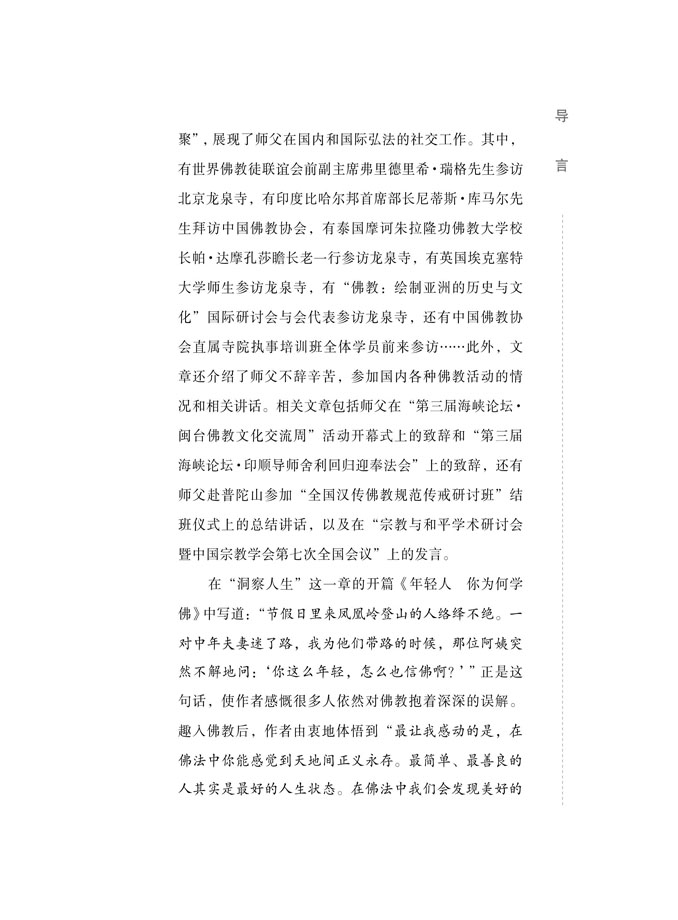 导
言
聚”，展现了师父在国内和国际弘法的社交工作。其中，
有世界佛教徒联谊会前副主席弗里德里希·瑞格先生参访
北京龙泉寺，有印度比哈尔邦首席部长尼蒂斯·库马尔先
生拜访中国佛教协会，有泰国摩诃朱拉隆功佛教大学校
长帕·达摩孔莎瞻长老一行参访龙泉寺，有英国埃克塞特
大学师生参访龙泉寺，有“佛教：绘制亚洲的历史与文
化”国际研讨会与会代表参访龙泉寺，还有中国佛教协
会直属寺院执事培训班全体学员前来参访……此外，文
章还介绍了师父不辞辛苦，参加国内各种佛教活动的情
况和相关讲话。相关文章包括师父在“第三届海峡论坛·
闽台佛教文化交流周”活动开幕式上的致辞和“第三届
海峡论坛·印顺导师舍利回归迎奉法会”上的致辞，还有
师父赴普陀山参加“全国汉传佛教规范传戒研讨班”结
班仪式上的总结讲话，以及在“宗教与和平学术研讨会
暨中国宗教学会第七次全国会议”上的发言。
在“洞察人生”这一章的开篇《年轻人　你为何学
佛》中写道：“节假日里来凤凰岭登山的人络绎不绝。一
对中年夫妻迷了路，我为他们带路的时候，那位阿姨突
然不解地问：‘你这么年轻，怎么也信佛啊？’”正是这
句话，使作者感慨很多人依然对佛教抱着深深的误解。
趣入佛教后，作者由衷地体悟到“最让我感动的是，在
佛法中你能感觉到天地间正义永存。最简单、最善良的
人其实是最好的人生状态。在佛法中我们会发现美好的